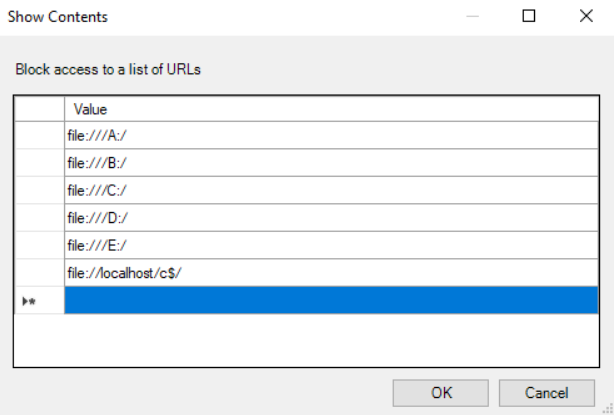 Show Contents
Block access to a list of URLs
Value
file:///A:/
file:///B:/
file:///C:/
file:///D:/
file:///E:/
file://localhost/c$/
OK Cancel